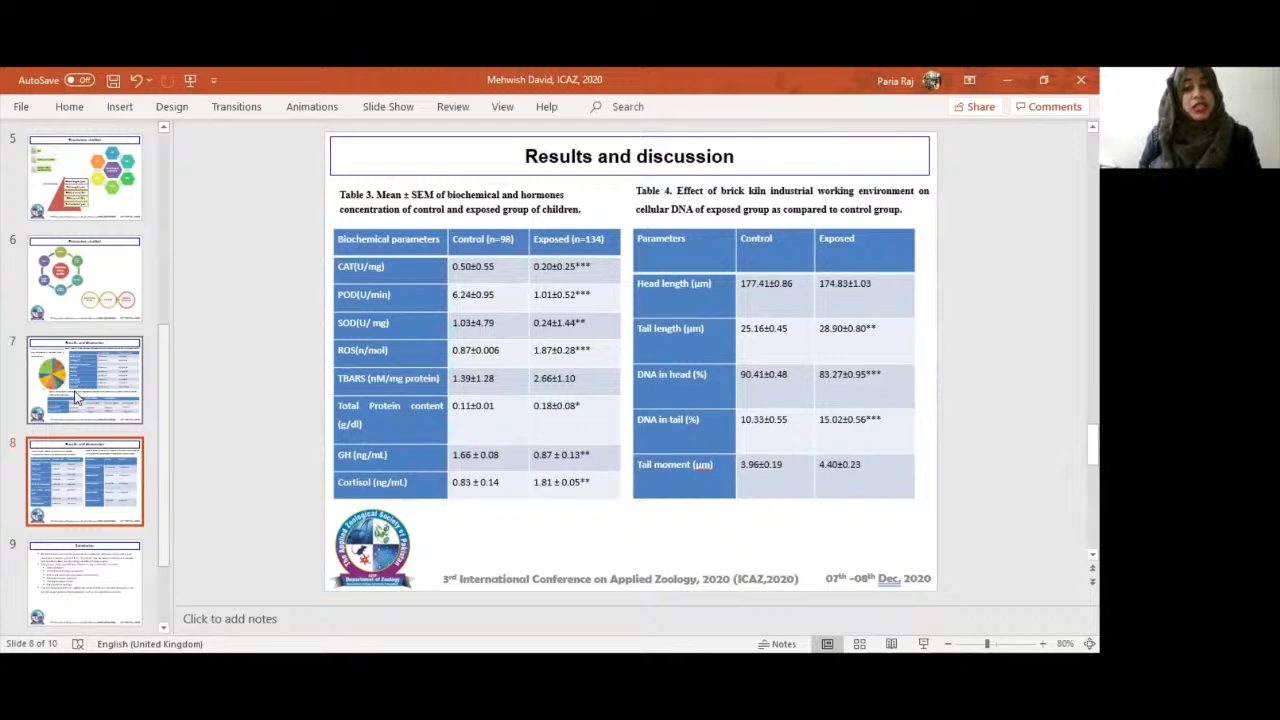 AutoSave Off
Mehwish David, ICAZ, 2020
Paria Raj
File Home Insert Design Transitions Animations Slide Show Review View Help Search
Share Comments
5
6
7
8
9
Results and discussion
Table 3. Mean ± SEM of biochemical and hormones
concentration of control and exposed group of children.
Biochemical parameters Control (n=98) Exposed (n=134)
CAT(U/mg) 0.50±0.55 0.20±0.25***
POD(U/min) 6.24±0.95 1.01±0.52***
SOD(U/ mg) 1.03±4.79 0.24±1.44**
ROS(n/mol) 0.87±0.006 1.87±0.28***
TBARS (nM/mg protein) 1.39±1.28 2.66±1.10
Total Protein content 0.11±0.17 0.16±0.08*
(g/dl)
GH (ng/mL) 1.66 ± 0.08 0.87 ± 0.13**
Cortisol (ng/mL) 0.83 ± 0.14 1.81 ± 0.05**
Table 4. Effect of brick kiln industrial working environment on
cellular DNA of exposed group as compared to control group.
Parameters Control Exposed
Head length (µm) 177.41±0.86 174.83±1.03
Tail length (µm) 25.16±0.45 28.90±0.80**
DNA in head (%) 90.41±0.48 83.27±0.95***
DNA in tail (%) 10.33±0.55 15.02±0.56***
Tail moment (µm) 3.96±0.19 4.40±0.23
Department of Zoology
3rd International Conference on Applied Zoology, 2020 (ICAZ2020) 07th -08th Dec, 2020
Click to add notes
Slide 8 of 10 English (United Kingdom) Notes 80%